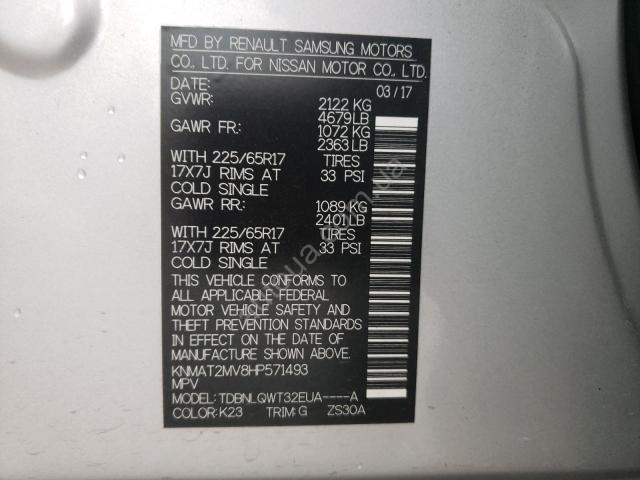 MFD BY RENAULT SAMSUNG MOTORS
CO., LTD. FOR NISSAN MOTOR CO., LTD.
DATE: 03/17
GVWR: 2122 KG
4679LB
GAWR FR: 1072 KG
2363LB
WITH 225/65R17 TIRES
17X7J RIMS AT 33 PSI
COLD SINGLE
GAWR RR: 1089 KG
2401LB
WITH 225/65R17 TIRES
17X7J RIMS AT 33 PSI
COLD SINGLE
THIS VEHICLE CONFORMS TO
ALL APPLICABLE FEDERAL
MOTOR VEHICLE SAFETY AND
THEFT PREVENTION STANDARDS
IN EFFECT ON THE DATE OF
MANUFACTURE SHOWN ABOVE.
KNMAT2MV8HP571493
MPV
MODEL: TDBNLQWT32EUA----A
COLOR:K23 TRIM:G ZS30A